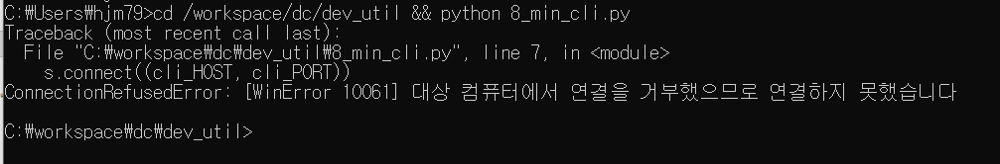 C:₩Users₩hjm79>cd /workspace/dc/dev_util && python 8_min_cli.py
Traceback (most recent call last):
  File "C:₩workspace₩dc₩dev_util₩8_min_cli.py", line 7, in <module>
    s.connect((cli_HOST, cli_PORT))
ConnectionRefusedError: [WinError 10061] 대상 컴퓨터에서 연결을 거부했으므로 연결하지 못했습니다
C:₩workspace₩dc₩dev_util>